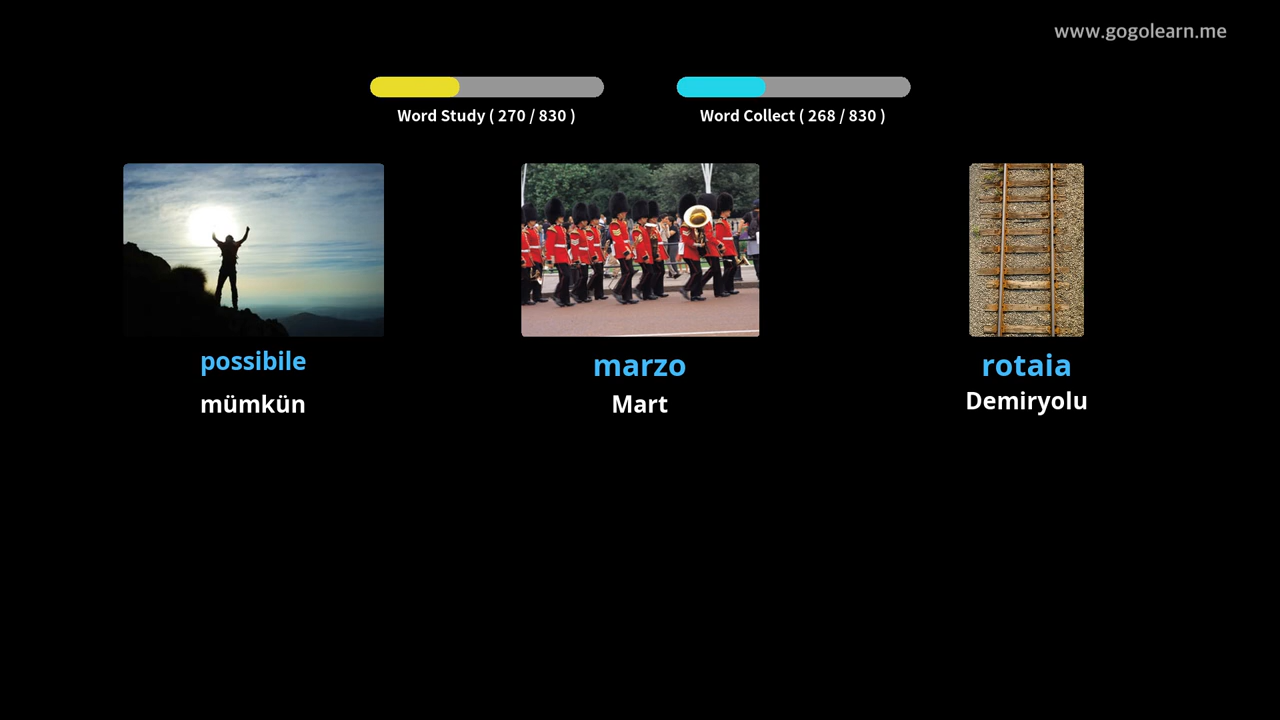 www.gogolearn.me
Word Study ( 270 / 830 )
Word Collect ( 268 / 830 )
possibile
mümkün
marzo
Mart
rotaia
Demiryolu